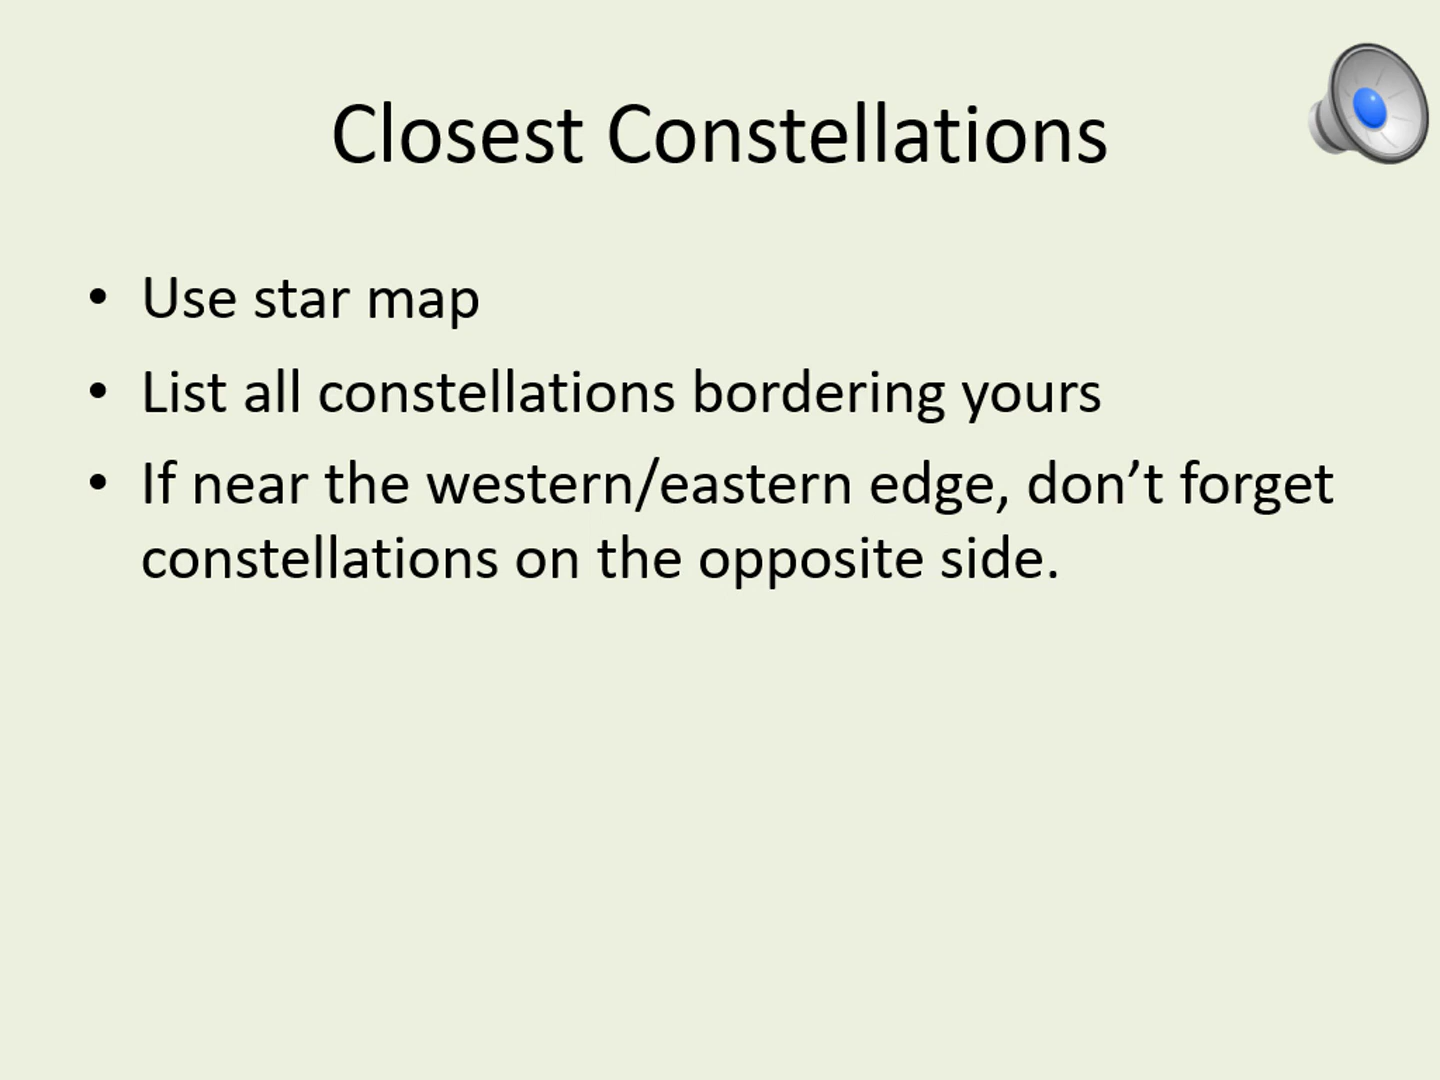 Closest Constellations
• Use star map
• List all constellations bordering yours
• If near the western/eastern edge, don’t forget
constellations on the opposite side.